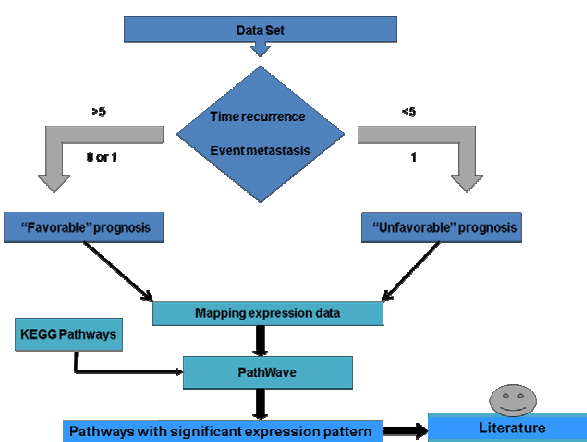 Data Set
Time recurrence
Event metastasis
>5
<5
0 or 1
1
“Favorable” prognosis
“Unfavorable” prognosis
Mapping expression data
KEGG Pathways
PathWave
Pathways with significant expression pattern
Literature